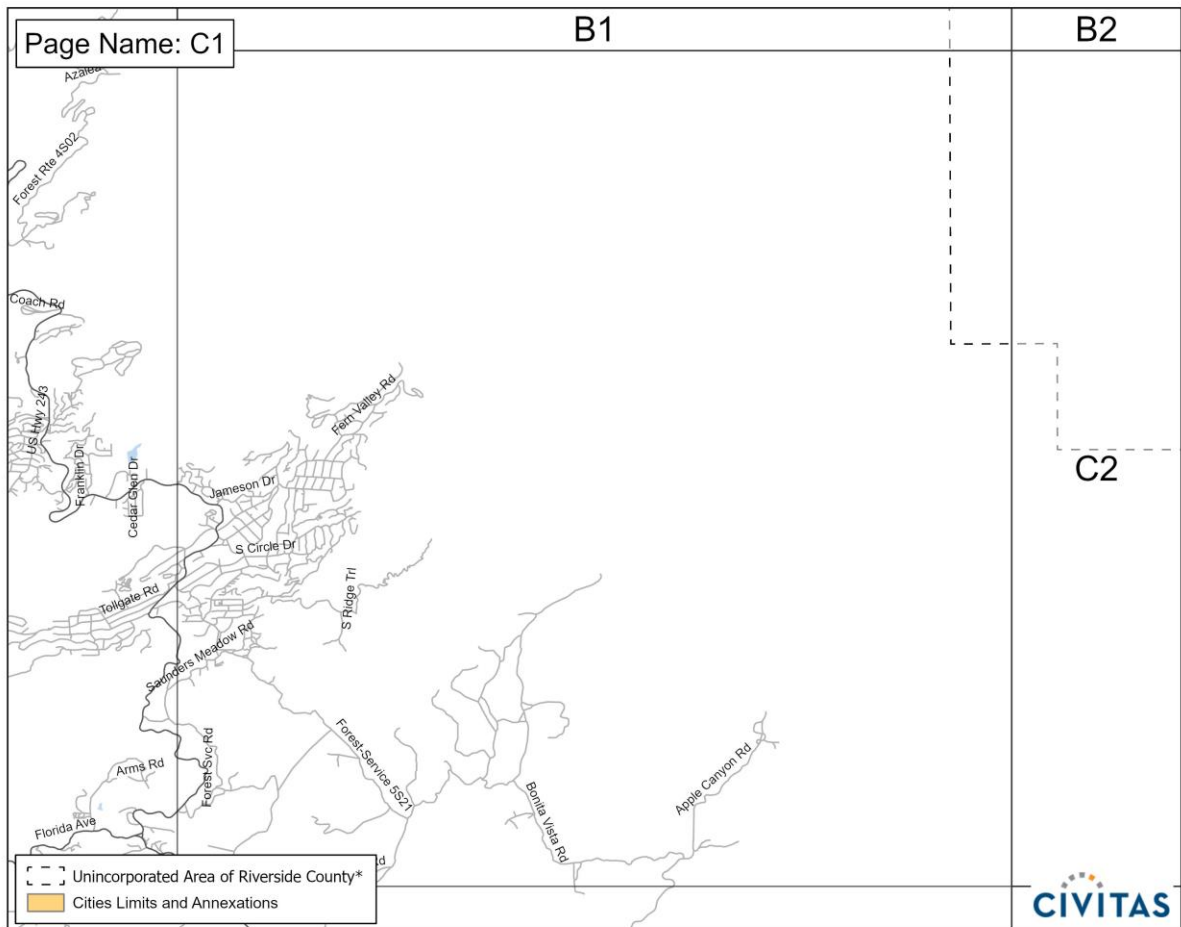 Page Name: C1
B1
B2
Azalea
Forest Rte 4S02
Coach Rd
US Hwy 243
Franklin Dr
Cedar Glen Dr
Fern Valley Rd
Jameson Dr
C2
S Circle Dr
Tollgate Rd
S Ridge Trl
Saunders Meadow Rd
Forest Svc Rd
Forest-Service 5S21
Arms Rd
Florida Ave
Bonita Vista Rd
Apple Canyon Rd
Rd
Unincorporated Area of Riverside County*
Cities Limits and Annexations
CIVITAS